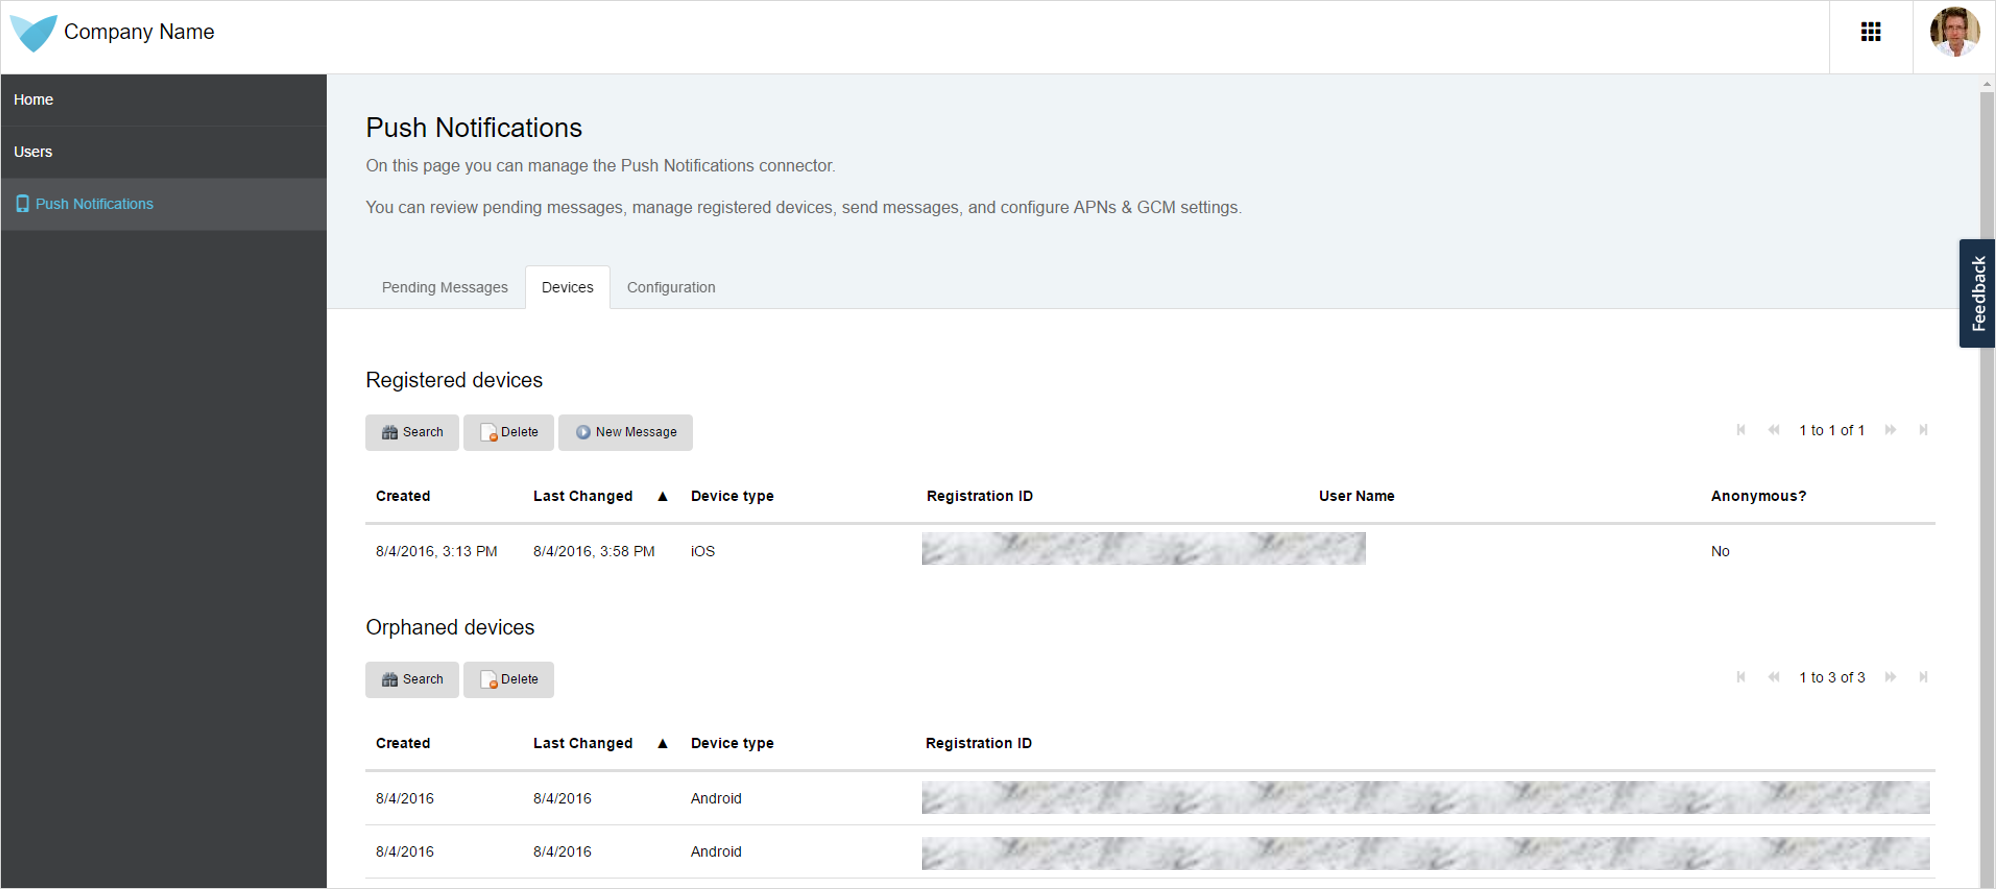 Company Name
Home
Users
Push Notifications
Push Notifications
On this page you can manage the Push Notifications connector.
You can review pending messages, manage registered devices, send messages, and configure APNs & GCM settings.
Pending Messages Devices Configuration
Feedback
Registered devices
Search Delete New Message 1 to 1 of 1
Created Last Changed ▲ Device type Registration ID User Name Anonymous?
8/4/2016, 3:13 PM 8/4/2016, 3:58 PM iOS No
Orphaned devices
Search Delete 1 to 3 of 3
Created Last Changed ▲ Device type Registration ID
8/4/2016 8/4/2016 Android
8/4/2016 8/4/2016 Android